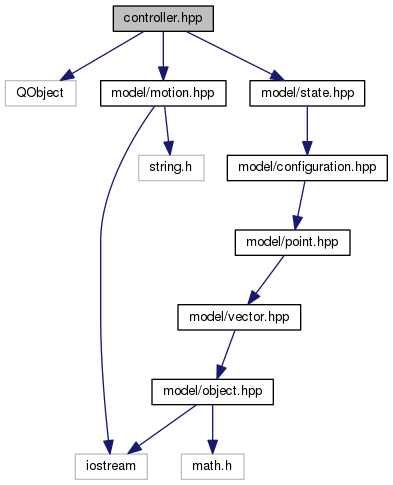 controller.hpp
QObject
model/motion.hpp
model/state.hpp
string.h
model/configuration.hpp
model/point.hpp
model/vector.hpp
model/object.hpp
iostream
math.h